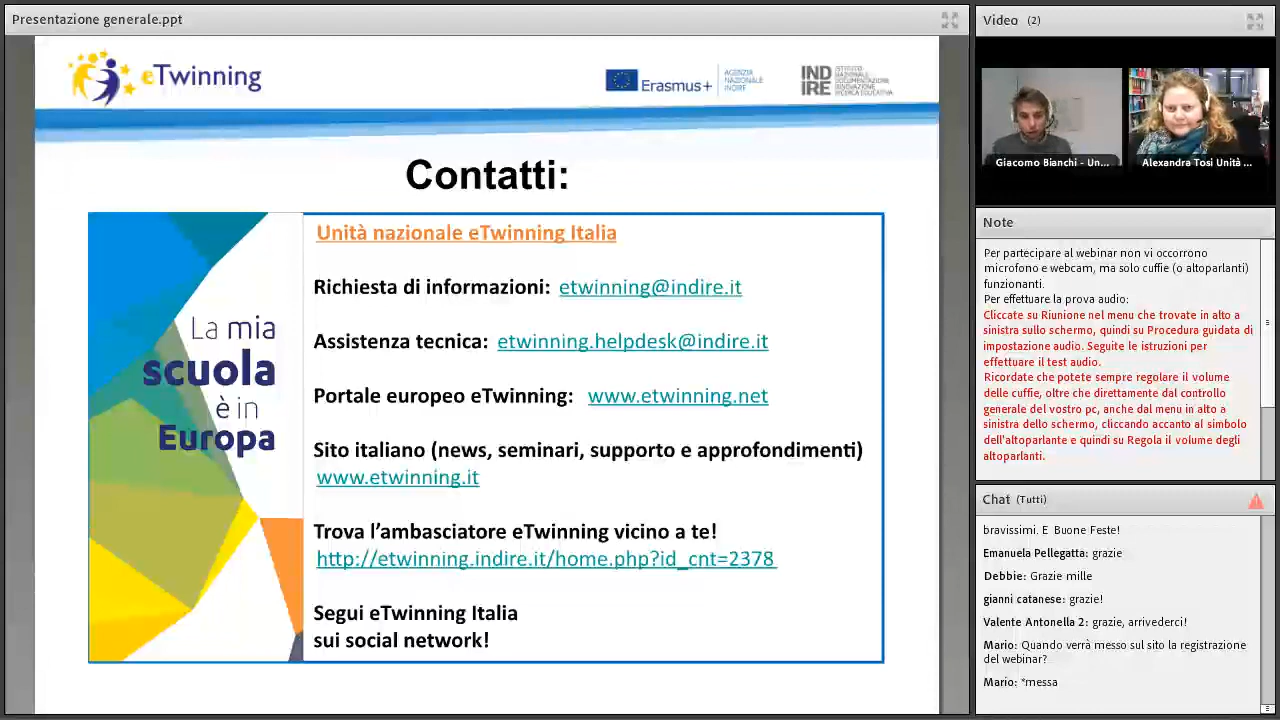 Presentazione generale.ppt
eTwinning
Erasmus+
AGENZIA
NAZIONALE
INDIRE
IND
IRE
ISTITUTO
NAZIONALE
DOCUMENTAZIONE
INNOVAZIONE
RICERCA EDUCATIVA
Contatti:
La mia
scuola
è in
Europa
Unità nazionale eTwinning Italia
Richiesta di informazioni: etwinning@indire.it
Assistenza tecnica: etwinning.helpdesk@indire.it
Portale europeo eTwinning: www.etwinning.net
Sito italiano (news, seminari, supporto e approfondimenti)
www.etwinning.it
Trova l’ambasciatore eTwinning vicino a te!
http://etwinning.indire.it/home.php?id_cnt=2378
Segui eTwinning Italia
sui social network!
Video (2)
Giacomo Bianchi - Un...
Alexandra Tosi Unità ...
Note
Per partecipare al webinar non vi occorrono
microfono e webcam, ma solo cuffie (o altoparlanti)
funzionanti.
Per effettuare la prova audio:
Cliccate su Riunione nel menu che trovate in alto a
sinistra sullo schermo, quindi su Procedura guidata di
impostazione audio. Seguite le istruzioni per
effettuare il test audio.
Ricordate che potete sempre regolare il volume
delle cuffie, oltre che direttamente dal controllo
generale del vostro pc, anche dal menu in alto a
sinistra dello schermo, cliccando accanto al simbolo
dell'altoparlante e quindi su Regola il volume degli
altoparlanti.
Chat (Tutti)
bravissimi. E Buone Feste!
Emanuela Pellegatta: grazie
Debbie: Grazie mille
gianni catanese: grazie!
Valente Antonella 2: grazie, arrivederci!
Mario: Quando verrà messo sul sito la registrazione
del webinar?
Mario: *messa